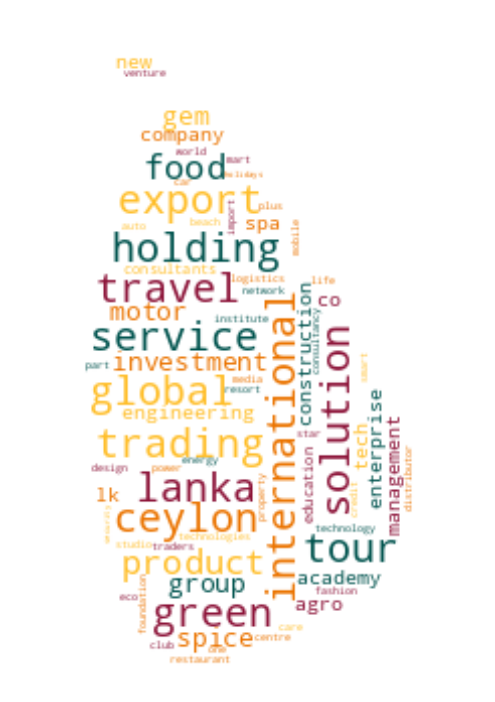 new
venture
gem
company
world
mart
food
holidays
car
export
plus
import
spa
beach
auto
mobile
holding
consultants
logistics
life
travel
network
co
motor
institute
construction
consultancy
service
international
solution
part
investment
smart
media
global
resort
engineering
enterprise
star
tech
trading
management
energy
design
power
education
distributor
lanka
property
credit
lk
ceylon
technology
technologies
tour
studio
traders
product
group
academy
eco
foundation
fashion
green
agro
care
spice
centre
club
one
restaurant